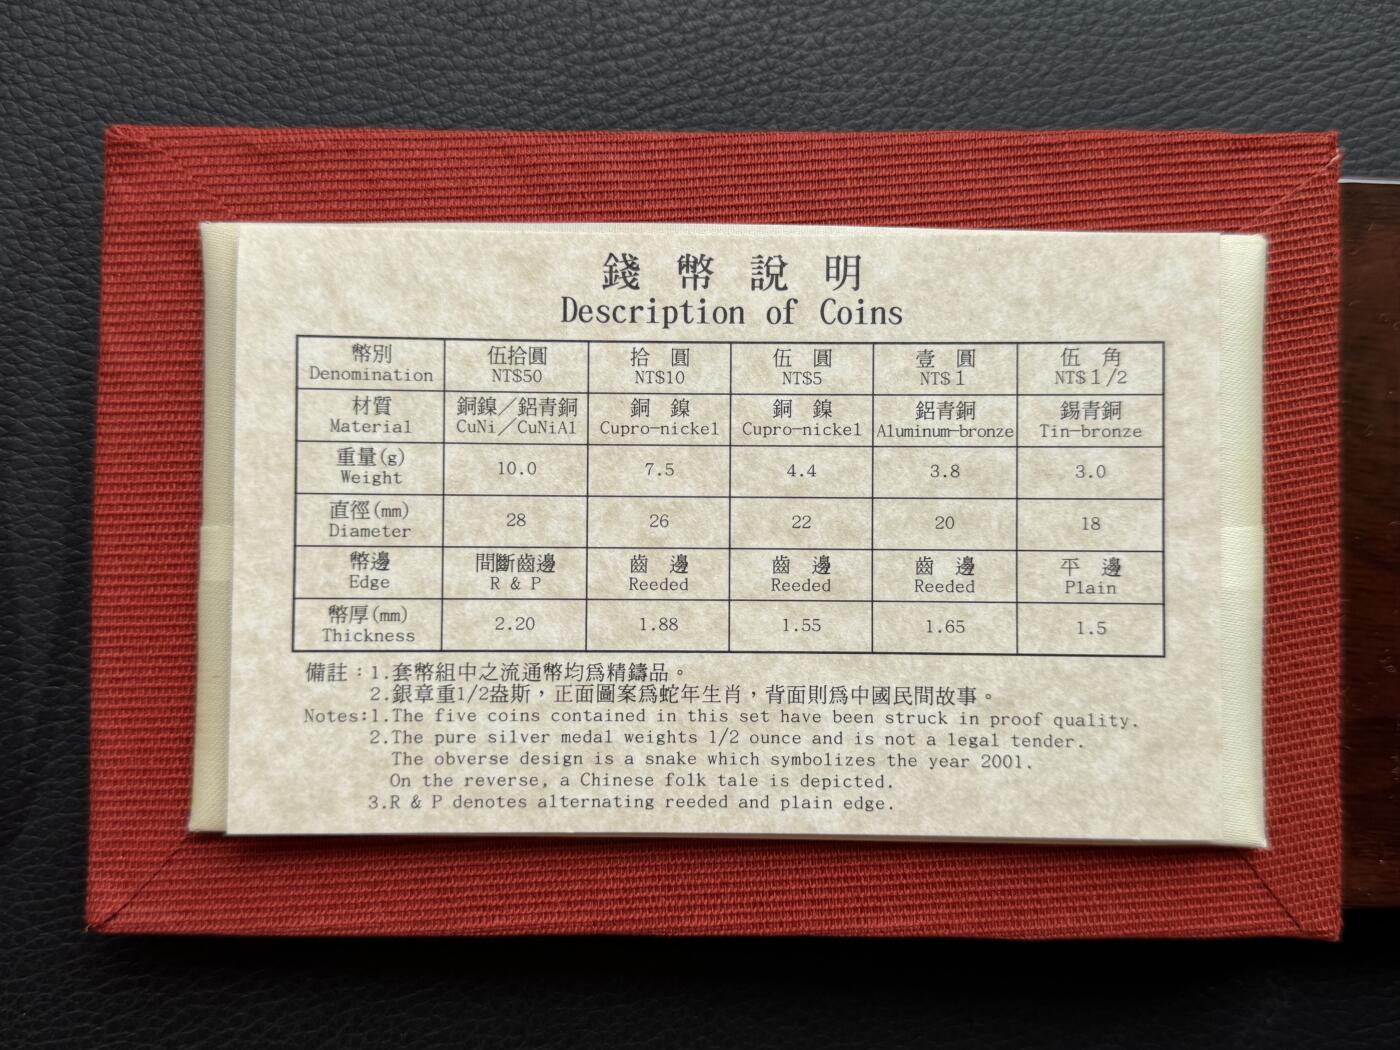 錢幣說明
Description of Coins
幣別 伍拾圓 拾圓 伍圓 壹圓 伍角
Denomination NT$50 NT$10 NT$5 NT$1 NT$1/2
材質 銅鎳/鋁青銅 銅鎳 銅鎳 鋁青銅 錫青銅
Material CuNi/CuNiAl Cupro-nickel Cupro-nickel Aluminum-bronze Tin-bronze
重量(g) 10.0 7.5 4.4 3.8 3.0
Weight
直徑(mm) 28 26 22 20 18
Diameter
幣邊 間斷齒邊 齒邊 齒邊 齒邊 平邊
Edge R & P Reeded Reeded Reeded Plain
幣厚(mm) 2.20 1.88 1.55 1.65 1.5
Thickness
備註:1.套幣組中之流通幣均爲精鑄品。
2.銀章重1/2盎斯,正面圖案爲蛇年生肖,背面則爲中國民間故事。
Notes:1.The five coins contained in this set have been struck in proof quality.
2.The pure silver medal weights 1/2 ounce and is not a legal tender.
The obverse design is a snake which symbolizes the year 2001.
On the reverse, a Chinese folk tale is depicted.
3.R & P denotes alternating reeded and plain edge.